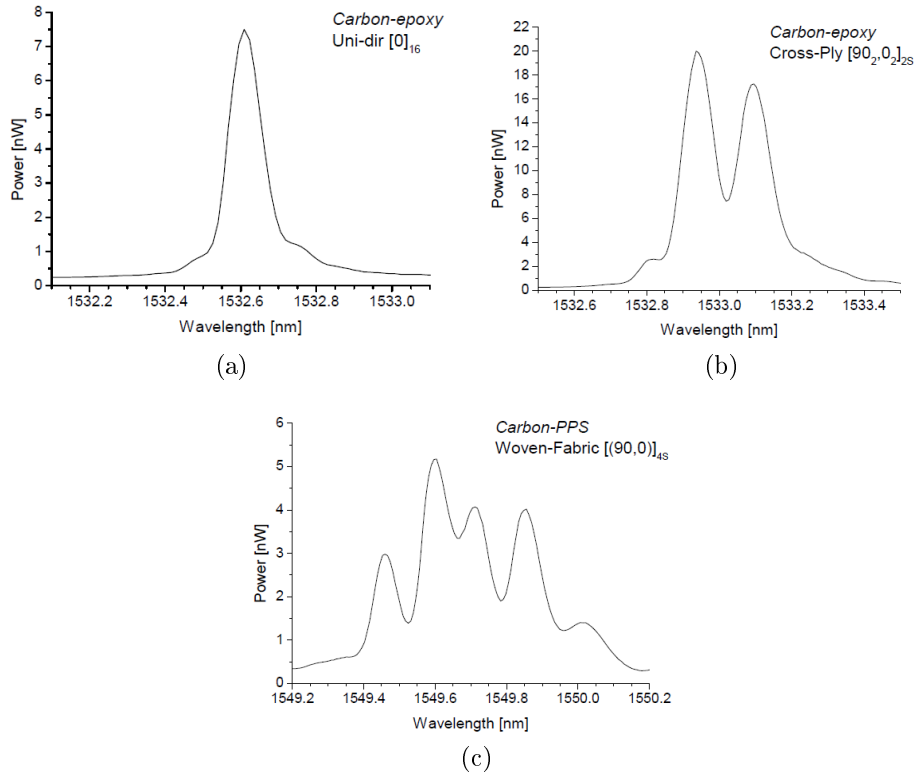 Carbon-epoxy
Uni-dir [0]₁₆
8
7
6
5
4
3
2
1
0
Power [nW]
1532.2 1532.4 1532.6 1532.8 1533.0
Wavelength [nm]
(a)
Carbon-epoxy
Cross-Ply [90₂,0₂]₂S
22
20
18
16
14
12
10
8
6
4
2
0
Power [nW]
1532.6 1532.8 1533.0 1533.3 1533.4
Wavelength [nm]
(b)
Carbon-PPS
Woven-Fabric [(90,0)]₄S
6
5
4
3
2
1
0
Power [nW]
1549.2 1549.4 1549.6 1549.8 1550.0 1550.2
Wavelength [nm]
(c)